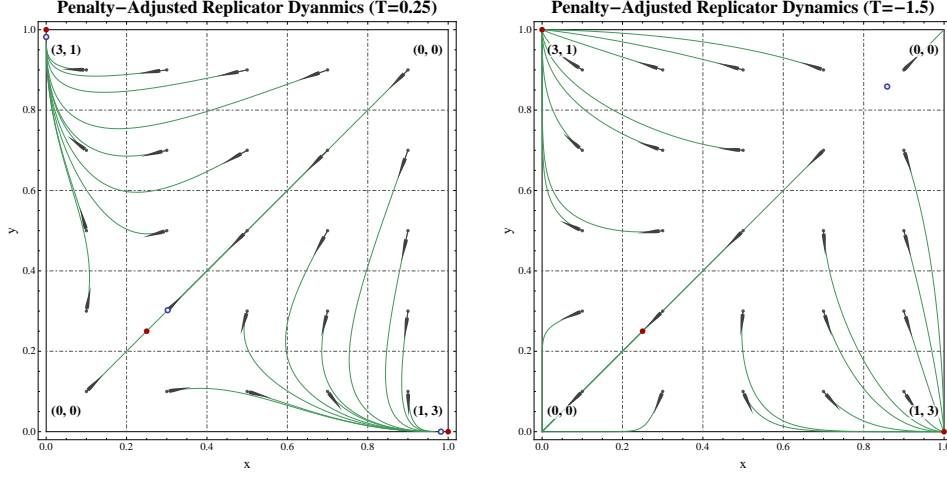 Penalty−Adjusted Replicator Dyanmics (T=0.25)
1.0
0.8
0.6
0.4
0.2
0.0
y
(3, 1)
(0, 0)
(0, 0)
(1, 3)
0.0 0.2 0.4 0.6 0.8 1.0
x
Penalty−Adjusted Replicator Dynamics (T=−1.5)
1.0
0.8
0.6
0.4
0.2
0.0
y
(3, 1)
(0, 0)
(0, 0)
(1, 3)
0.0 0.2 0.4 0.6 0.8 1.0
x